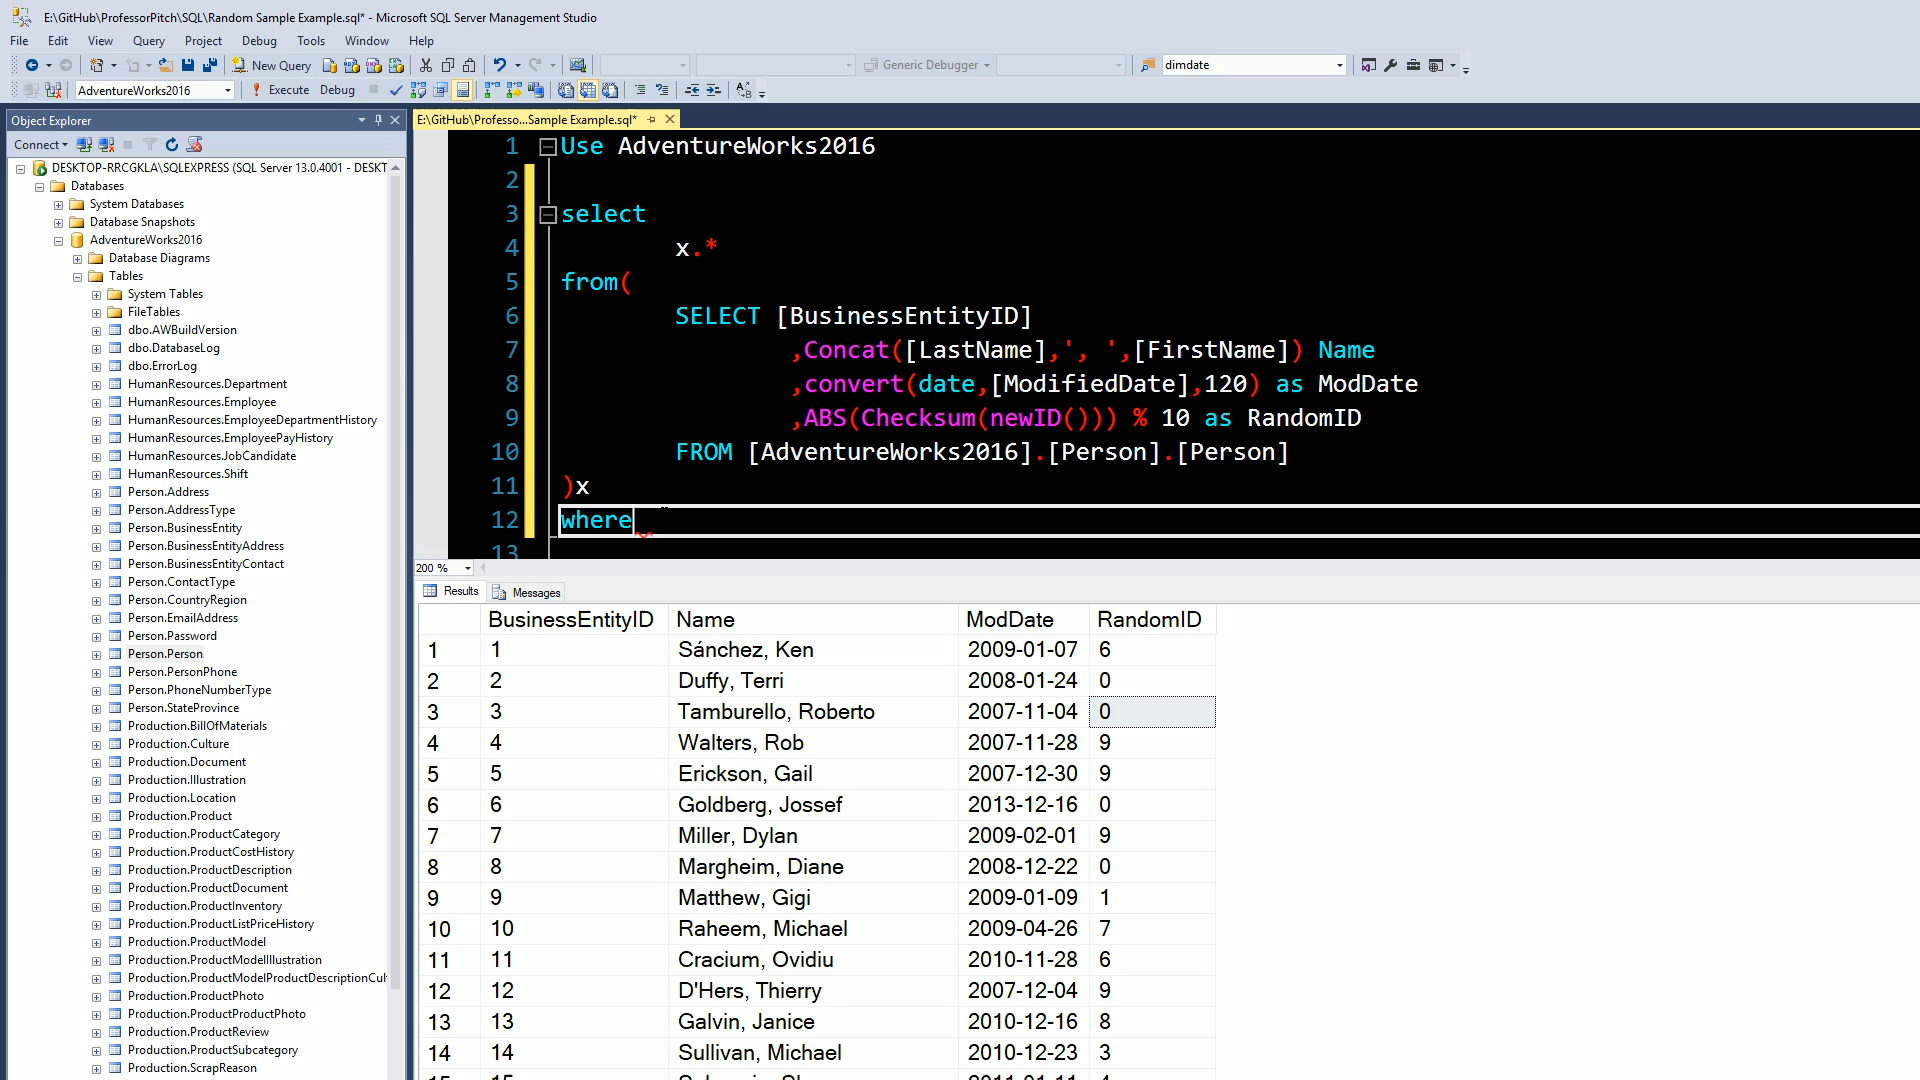 E:\GitHub\ProfessorPitch\SQL\Random Sample Example.sql* - Microsoft SQL Server Management Studio
File Edit View Query Project Debug Tools Window Help
New Query Generic Debugger dimdate
AdventureWorks2016 Execute Debug
Object Explorer
Connect
DESKTOP-RRCGKLA\SQLEXPRESS (SQL Server 13.0.4001 - DESKT
Databases
System Databases
Database Snapshots
AdventureWorks2016
Database Diagrams
Tables
System Tables
FileTables
dbo.AWBuildVersion
dbo.DatabaseLog
dbo.ErrorLog
HumanResources.Department
HumanResources.Employee
HumanResources.EmployeeDepartmentHistory
HumanResources.EmployeePayHistory
HumanResources.JobCandidate
HumanResources.Shift
Person.Address
Person.AddressType
Person.BusinessEntity
Person.BusinessEntityAddress
Person.BusinessEntityContact
Person.ContactType
Person.CountryRegion
Person.EmailAddress
Person.Password
Person.Person
Person.PersonPhone
Person.PhoneNumberType
Person.StateProvince
Production.BillOfMaterials
Production.Culture
Production.Document
Production.Illustration
Production.Location
Production.Product
Production.ProductCategory
Production.ProductCostHistory
Production.ProductDescription
Production.ProductDocument
Production.ProductInventory
Production.ProductListPriceHistory
Production.ProductModel
Production.ProductModelIllustration
Production.ProductModelProductDescriptionCul
Production.ProductPhoto
Production.ProductProductPhoto
Production.ProductReview
Production.ProductSubcategory
Production.ScrapReason
E:\GitHub\Professo...Sample Example.sql*
1 Use AdventureWorks2016
2
3 select
4 x.*
5 from(
6 SELECT [BusinessEntityID]
7 ,Concat([LastName],', ',[FirstName]) Name
8 ,convert(date,[ModifiedDate],120) as ModDate
9 ,ABS(Checksum(newID())) % 10 as RandomID
10 FROM [AdventureWorks2016].[Person].[Person]
11 )x
12 where
13
200 %
Results Messages
BusinessEntityID Name ModDate RandomID
1 1 Sánchez, Ken 2009-01-07 6
2 2 Duffy, Terri 2008-01-24 0
3 3 Tamburello, Roberto 2007-11-04 0
4 4 Walters, Rob 2007-11-28 9
5 5 Erickson, Gail 2007-12-30 9
6 6 Goldberg, Jossef 2013-12-16 0
7 7 Miller, Dylan 2009-02-01 9
8 8 Margheim, Diane 2008-12-22 0
9 9 Matthew, Gigi 2009-01-09 1
10 10 Raheem, Michael 2009-04-26 7
11 11 Cracium, Ovidiu 2010-11-28 6
12 12 D'Hers, Thierry 2007-12-04 9
13 13 Galvin, Janice 2010-12-16 8
14 14 Sullivan, Michael 2010-12-23 3